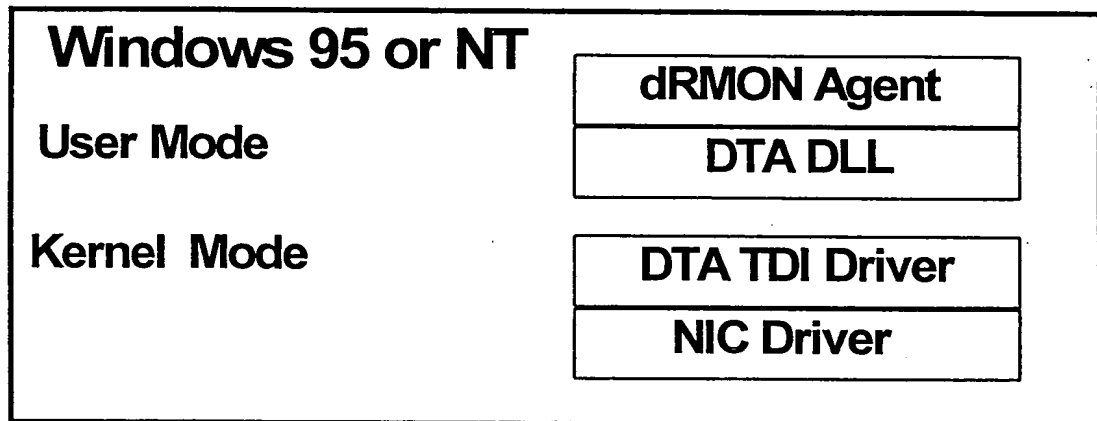 Windows 95 or NT
dRMON Agent
User Mode
DTA DLL
Kernel Mode
DTA TDI Driver
NIC Driver